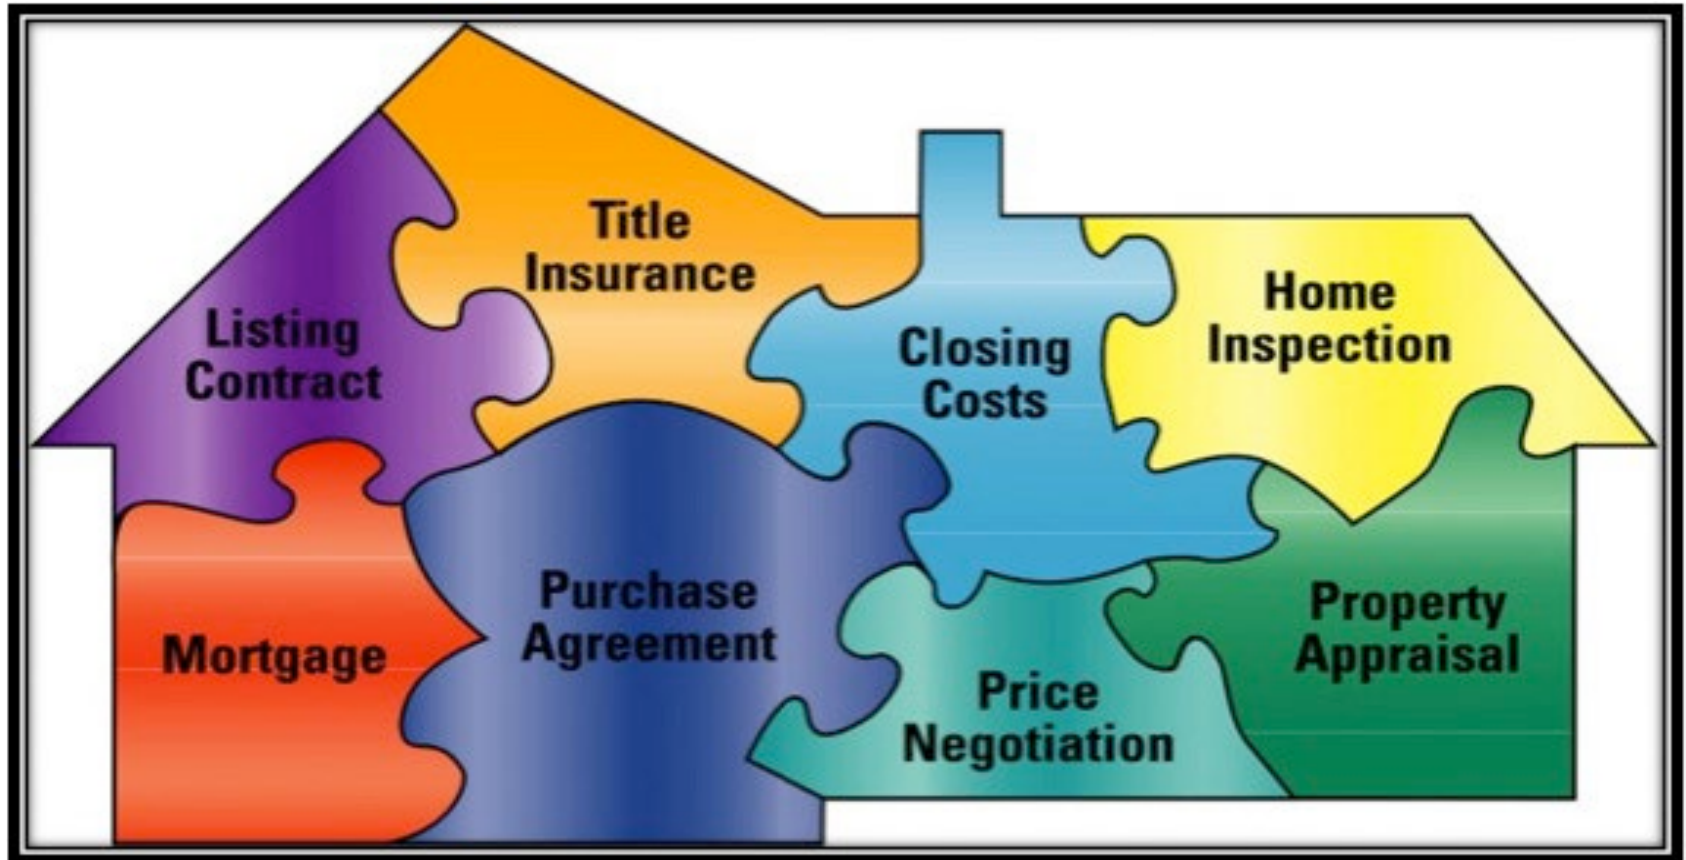 Title
Insurance
Listing
Contract
Closing
Costs
Home
Inspection
Mortgage
Purchase
Agreement
Price
Negotiation
Property
Appraisal